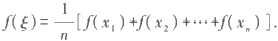 f(ξ)=1/n[f(x₁)+f(x₂)+⋯+f(xₙ)].